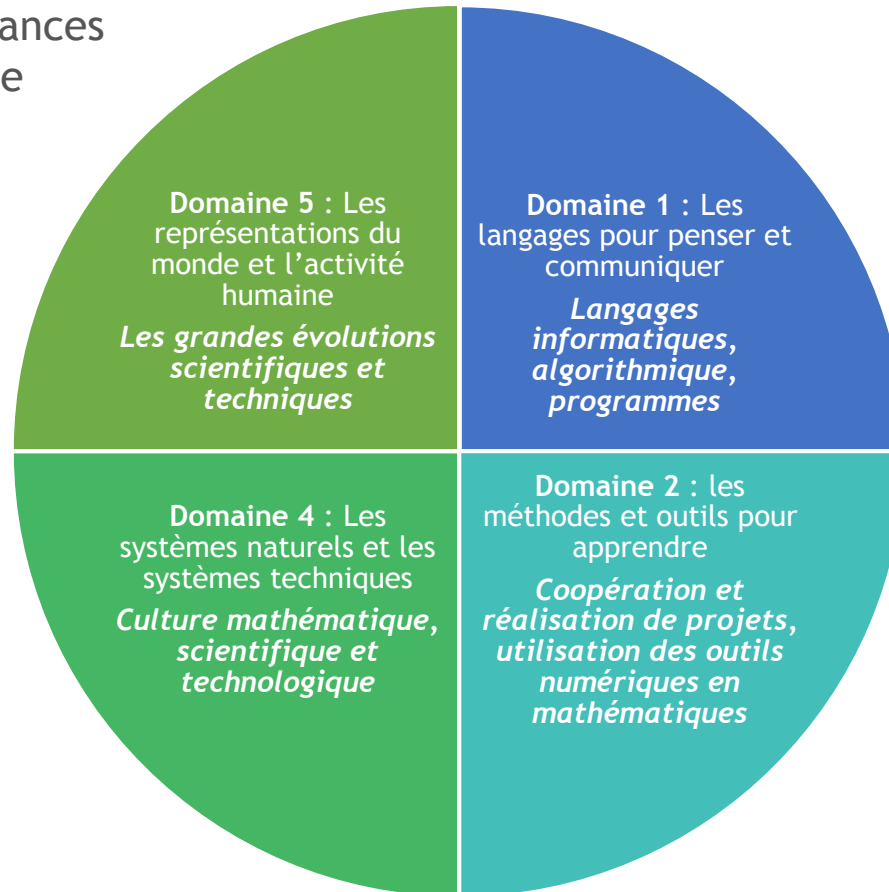 ances
e
Domaine 5 : Les
représentations du
monde et l’activité
humaine
Les grandes évolutions
scientifiques et
techniques
Domaine 1 : Les
langages pour penser et
communiquer
Langages
informatiques,
algorithmique,
programmes
Domaine 4 : Les
systèmes naturels et les
systèmes techniques
Culture mathématique,
scientifique et
technologique
Domaine 2 : les
méthodes et outils pour
apprendre
Coopération et
réalisation de projets,
utilisation des outils
numériques en
mathématiques